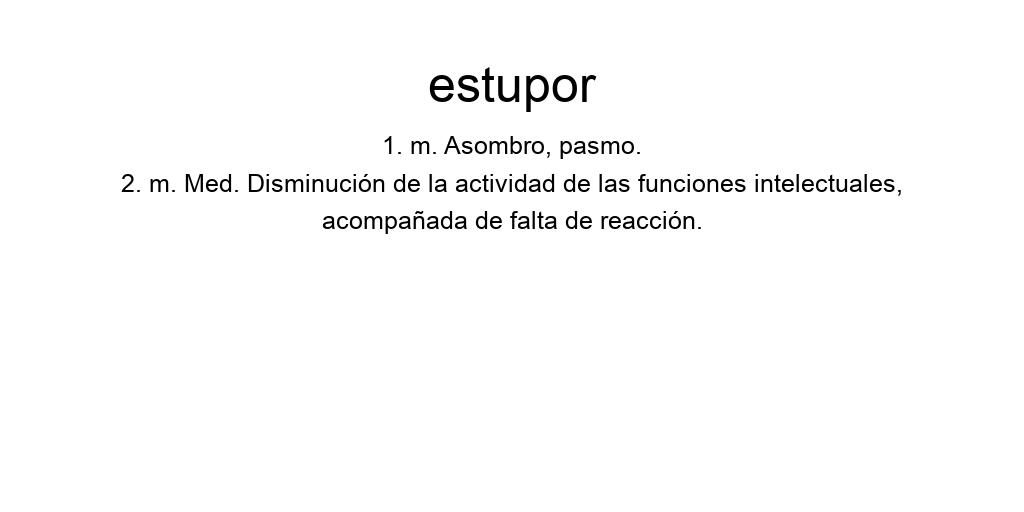 estupor
1. m. Asombro, pasmo.
2. m. Med. Disminución de la actividad de las funciones intelectuales,
acompañada de falta de reacción.